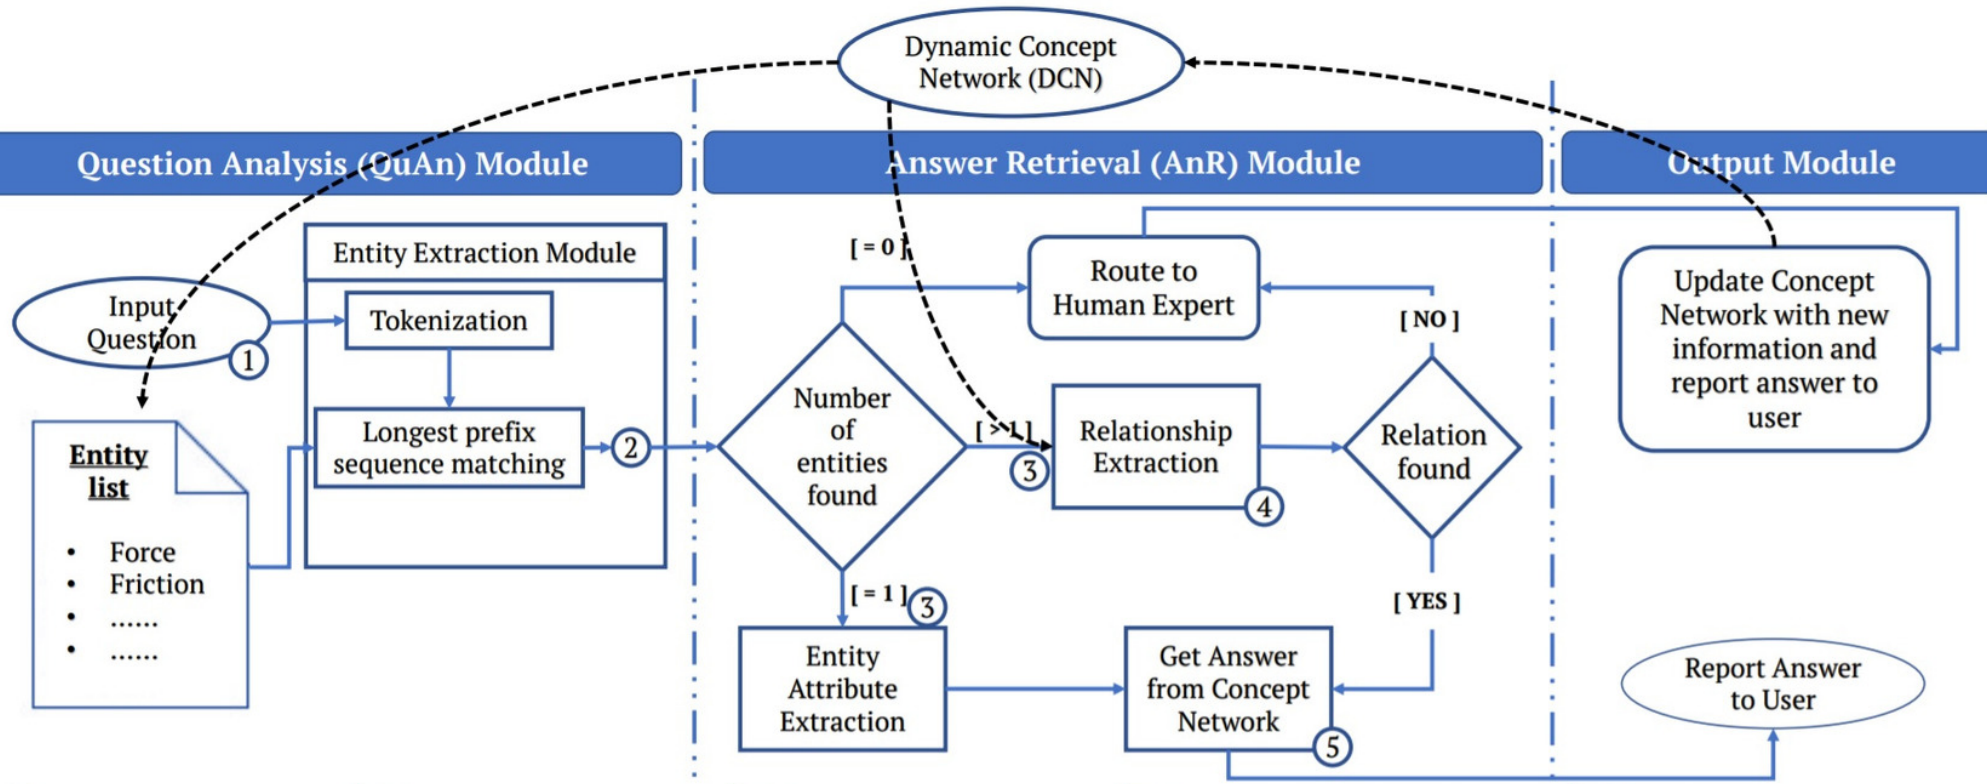 Dynamic Concept
Network (DCN)
Question Analysis (QuAn) Module
Answer Retrieval (AnR) Module
Output Module
Input
Question
1
Entity Extraction Module
Tokenization
Longest prefix
sequence matching
2
Entity
list
• Force
• Friction
• ......
• ......
[ = 0 ]
Route to
Human Expert
[ NO ]
Number
of
entities
found
[ > 1 ]
3
Relationship
Extraction
4
Relation
found
[ = 1 ]
3
[ YES ]
Entity
Attribute
Extraction
Get Answer
from Concept
Network
5
Update Concept
Network with new
information and
report answer to
user
Report Answer
to User